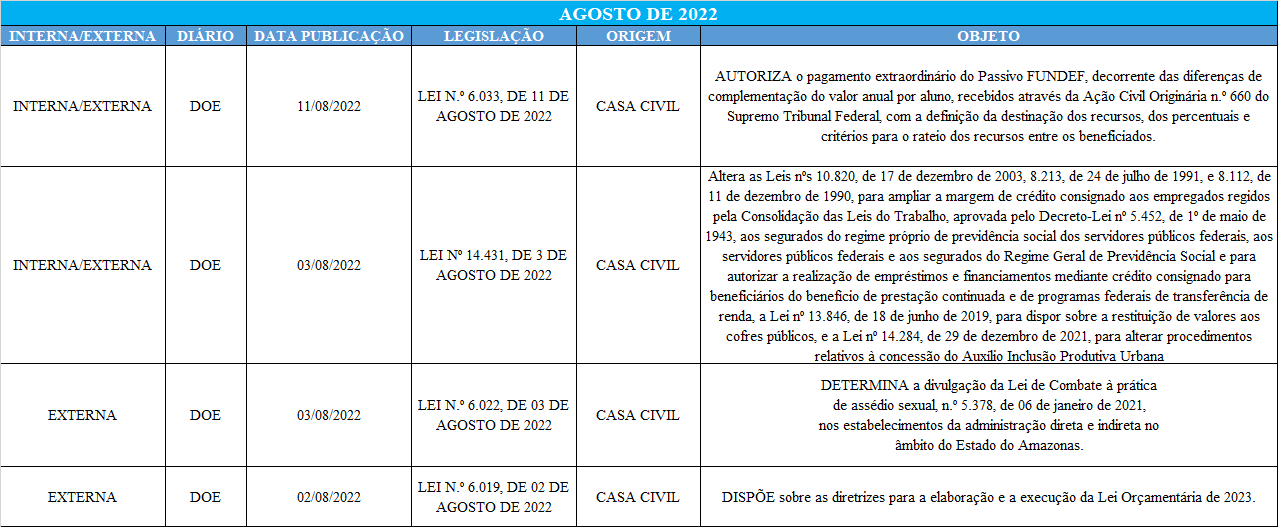 AGOSTO DE 2022
INTERNA/EXTERNA DIÁRIO DATA PUBLICAÇÃO LEGISLAÇÃO ORIGEM OBJETO
INTERNA/EXTERNA DOE 11/08/2022
LEI N.º 6.033, DE 11 DE
AGOSTO DE 2022
CASA CIVIL
AUTORIZA o pagamento extraordinário do Passivo FUNDEF, decorrente das diferenças de
complementação do valor anual por aluno, recebidos através da Ação Civil Originária n.º 660 do
Supremo Tribunal Federal, com a definição da destinação dos recursos, dos percentuais e
critérios para o rateio dos recursos entre os beneficiados.
INTERNA/EXTERNA DOE 03/08/2022
LEI Nº 14.431, DE 3 DE
AGOSTO DE 2022
CASA CIVIL
Altera as Leis nºs 10.820, de 17 de dezembro de 2003, 8.213, de 24 de julho de 1991, e 8.112, de
11 de dezembro de 1990, para ampliar a margem de crédito consignado aos empregados regidos
pela Consolidação das Leis do Trabalho, aprovada pelo Decreto-Lei nº 5.452, de 1º de maio de
1943, aos segurados do regime próprio de previdência social dos servidores públicos federais, aos
servidores públicos federais e aos segurados do Regime Geral de Previdência Social e para
autorizar a realização de empréstimos e financiamentos mediante crédito consignado para
beneficiários do benefício de prestação continuada e de programas federais de transferência de
renda, a Lei nº 13.846, de 18 de junho de 2019, para dispor sobre a restituição de valores aos
cofres públicos, e a Lei nº 14.284, de 29 de dezembro de 2021, para alterar procedimentos
relativos à concessão do Auxílio Inclusão Produtiva Urbana
EXTERNA DOE 03/08/2022
LEI N.º 6.022, DE 03 DE
AGOSTO DE 2022
CASA CIVIL
DETERMINA a divulgação da Lei de Combate à prática
de assédio sexual, n.º 5.378, de 06 de janeiro de 2021,
nos estabelecimentos da administração direta e indireta no
âmbito do Estado do Amazonas.
EXTERNA DOE 02/08/2022
LEI N.º 6.019, DE 02 DE
AGOSTO DE 2022
CASA CIVIL
DISPÕE sobre as diretrizes para a elaboração e a execução da Lei Orçamentária de 2023.